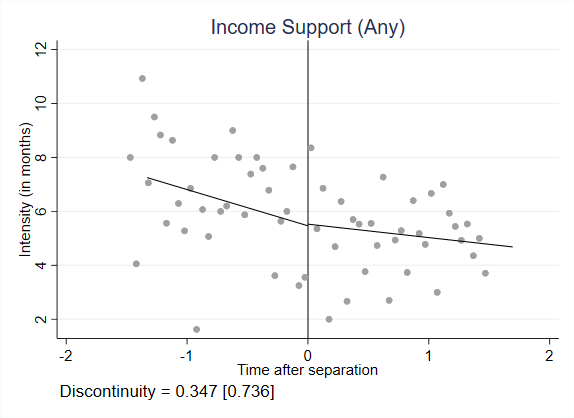 Income Support (Any)
Intensity (in months)
12
10
8
6
4
2
-2 -1 0 1 2
Time after separation
Discontinuity = 0.347 [0.736]